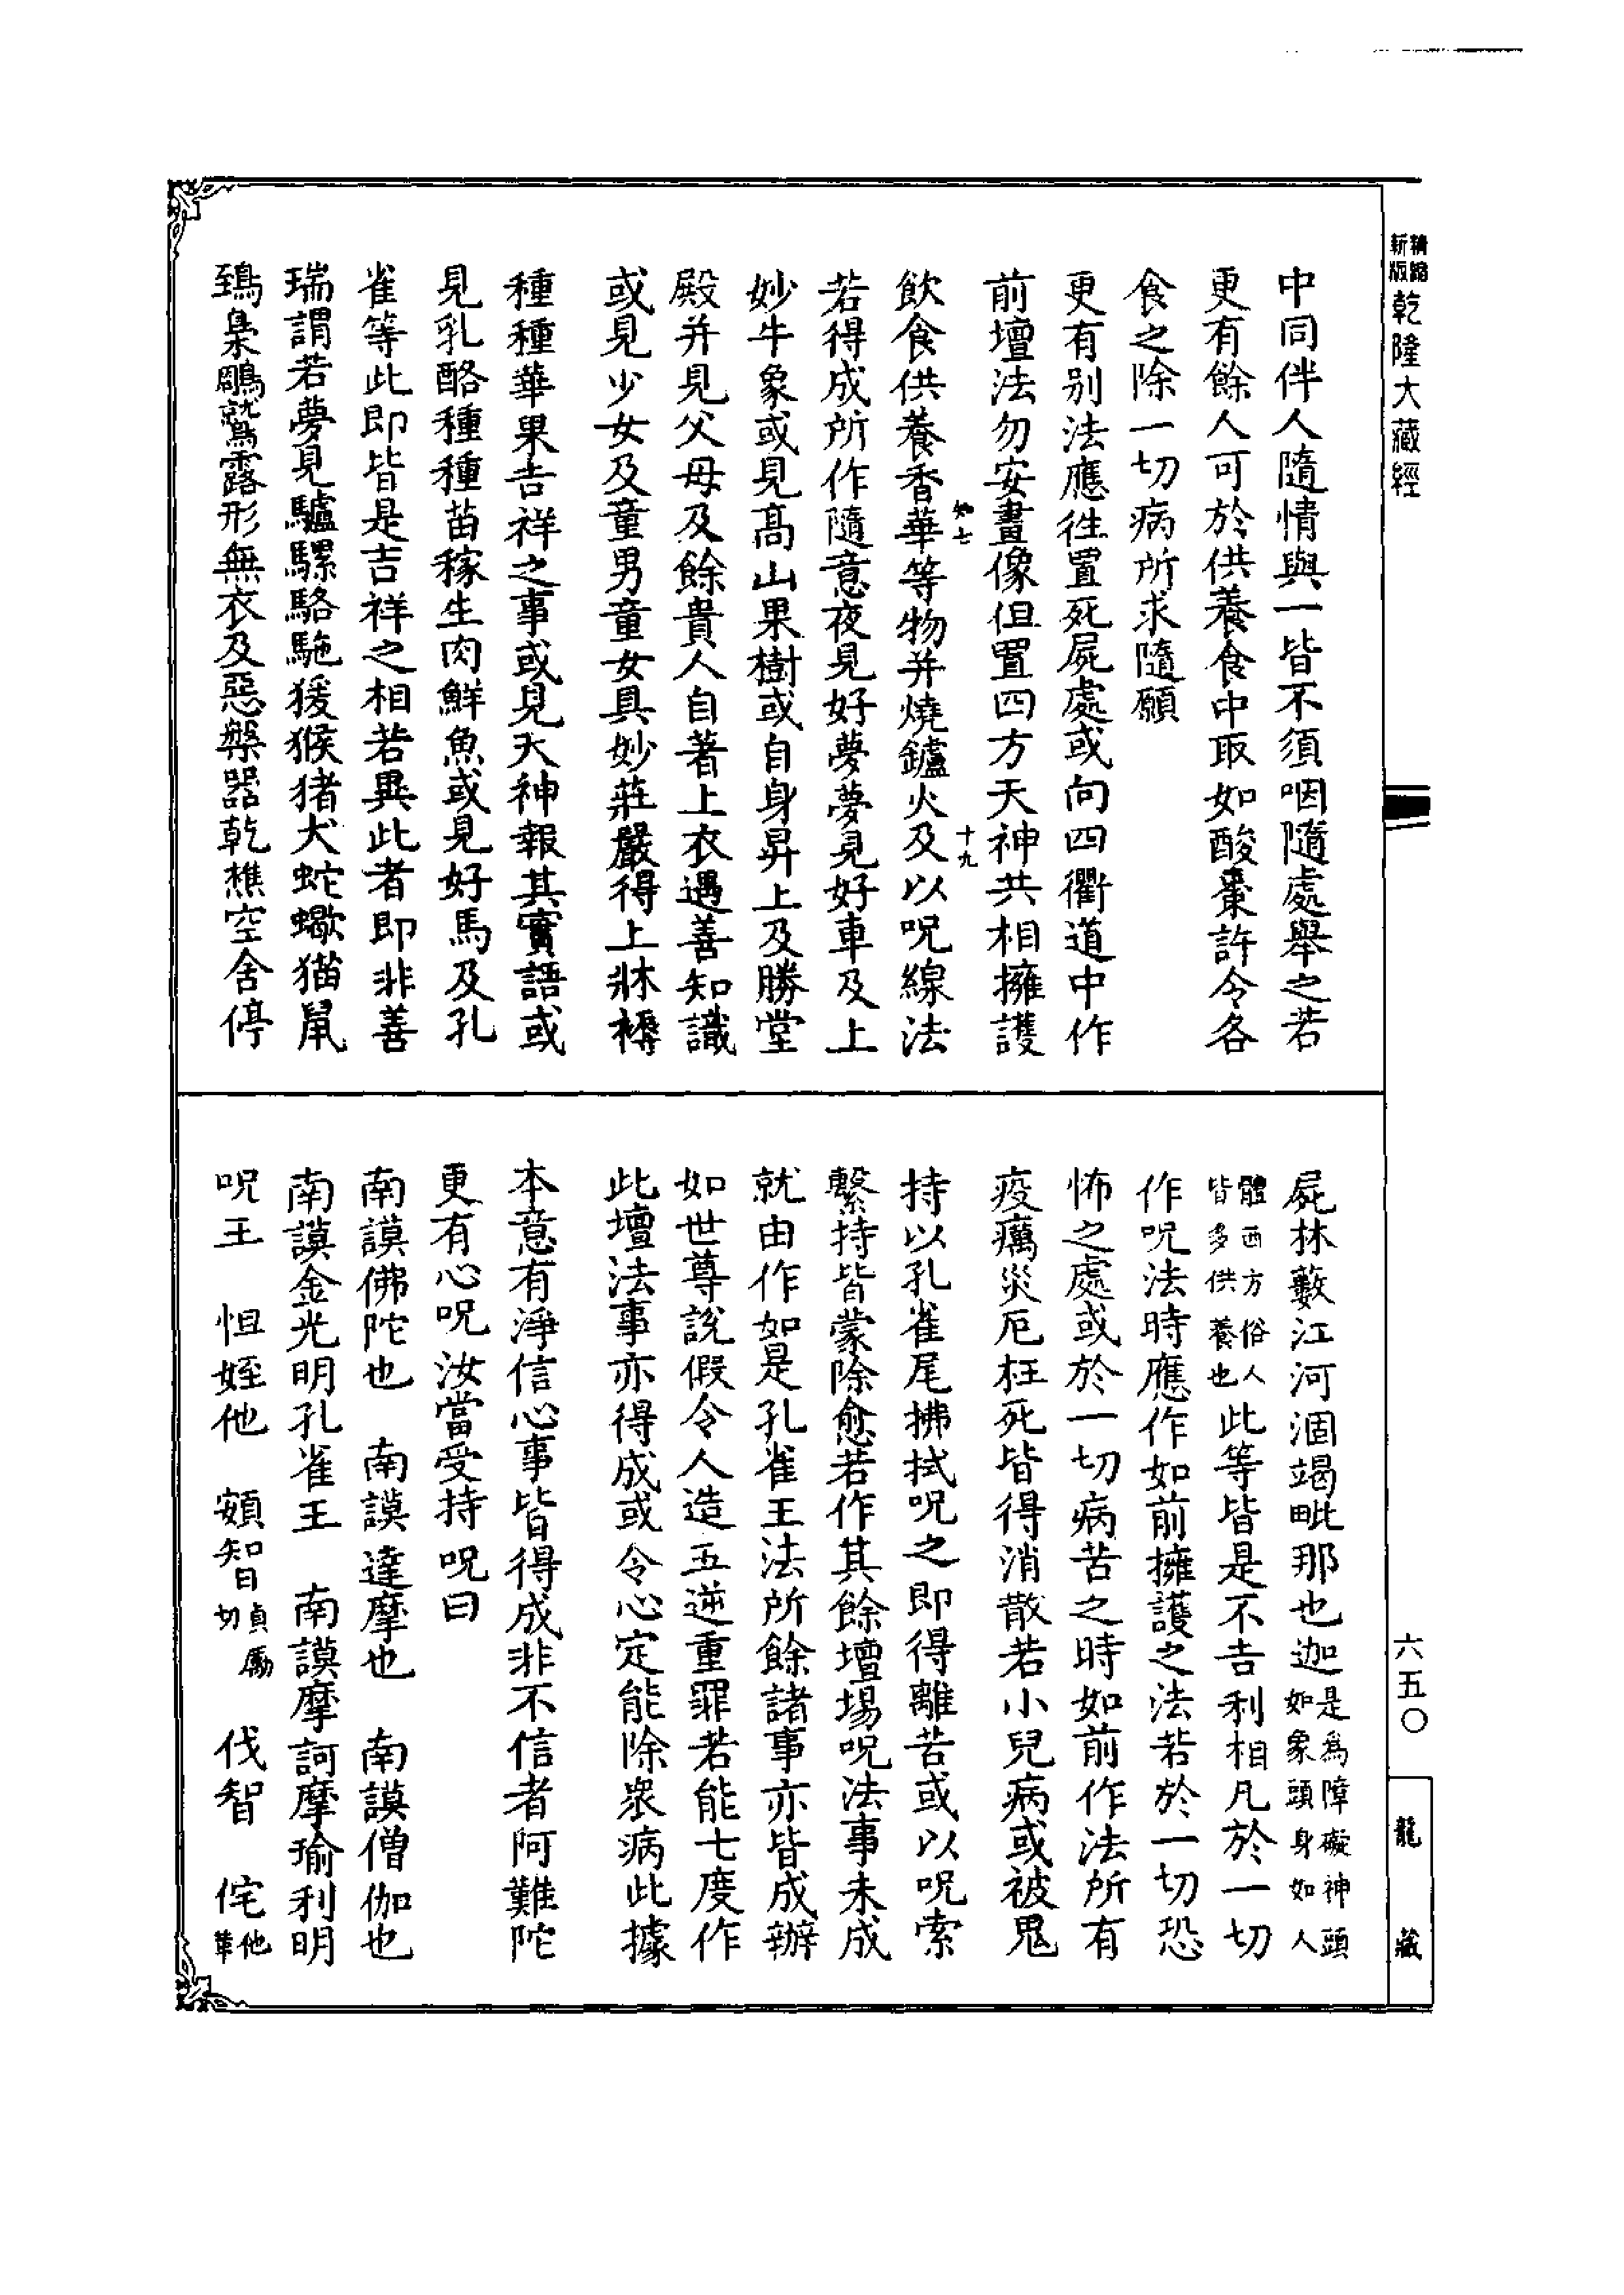 新版精縮乾隆大藏經
中同伴人隨情與一皆不須咽隨處舉之若
更有餘人可於供養食中取如酸棗許令各
食之除一切病所求隨願
更有別法應徃置死屍處或向四衢道中作
前壇法勿安畫像但置四方天神共相擁護
知七
十九
飲食供養香華等物并燒鑪火及以呪線法
若得成所作隨意夜見好夢夢見好車及上
妙牛象或見高山果樹或自身昇上及勝堂
殿并見父母及餘貴人自著上衣遇善知識
或見少女及童男童女具妙莊嚴得上牀褥
種種華果吉祥之事或見大神報其實語或
見乳酪種種苗稼生肉鮮魚或見好馬及孔
雀等此即皆是吉祥之相若異此者即非善
瑞謂若夢見驢騾駱駞猨猴猪犬蛇蠍猫鼠
鵄梟鵰鷲露形無衣及惡槃器乾樵空舍停
屍林藪江河涸竭毗那也迦是為障礙神頭如象頭身如人
體西方俗人皆多供養也此等皆是不吉利相凡於一切
作呪法時應作如前擁護之法若於一切恐
怖之處或於一切病苦之時如前作法所有
疫癘災厄枉死皆得消散若小兒病或被鬼
持以孔雀尾拂拭呪之即得離苦或以呪索
繫持皆蒙除愈若作其餘壇場呪法事未成
就由作如是孔雀王法所餘諸事亦皆成辦
如世尊說假令人造五逆重罪若能七度作
此壇法事亦得成或令心定能除衆病此據
本意有淨信心事皆得成非不信者阿難陀
更有心呪汝當受持呪曰
南謨佛陀也　南謨達摩也　南謨僧伽也
南謨金光明孔雀王　南謨摩訶摩瑜利明
呪王　怛姪他　頞智貞勵切　伐智　侘他
六五〇
龍藏